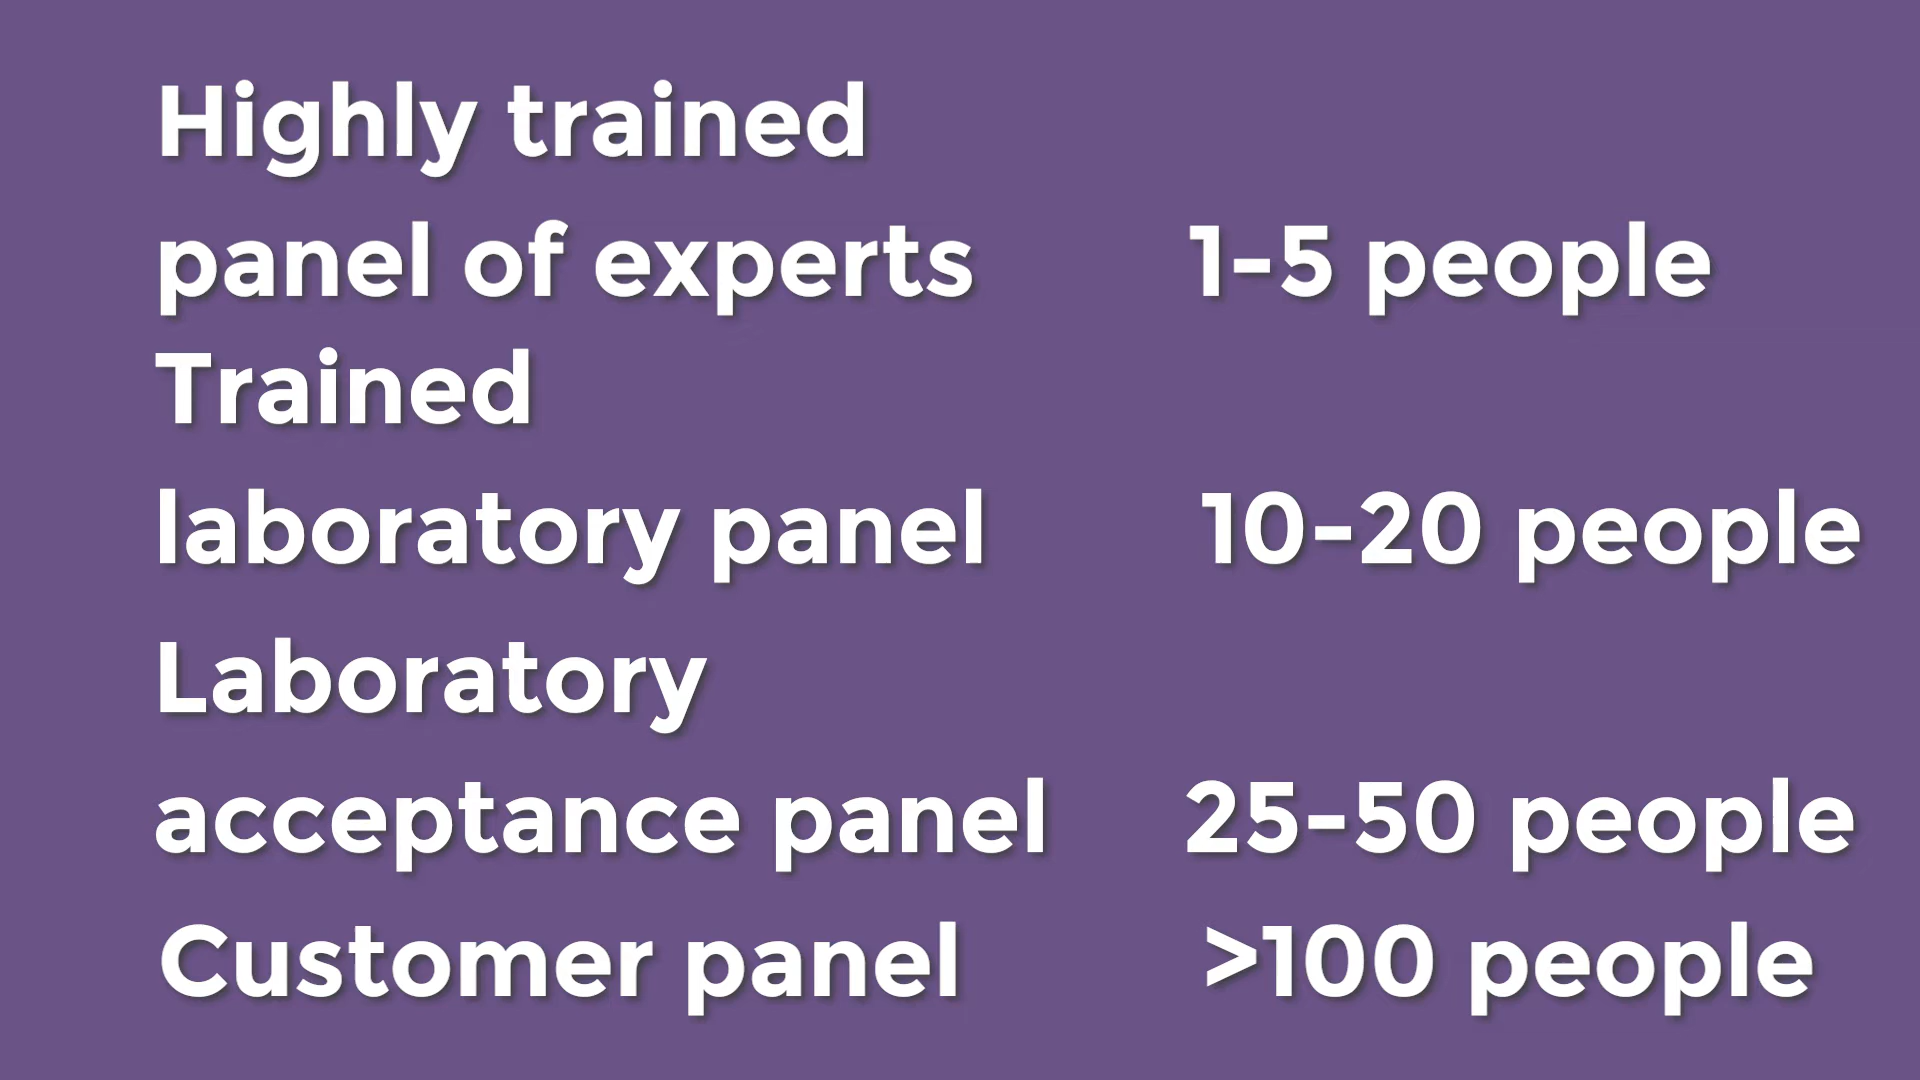 Highly trained
panel of experts 1-5 people
Trained
laboratory panel 10-20 people
Laboratory
acceptance panel 25-50 people
Customer panel >100 people